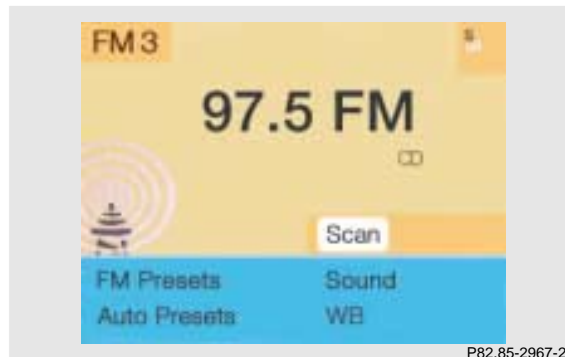 FM 3
97.5 FM
Scan
FM Presets Sound
Auto Presets WB
P82.85-2967-2